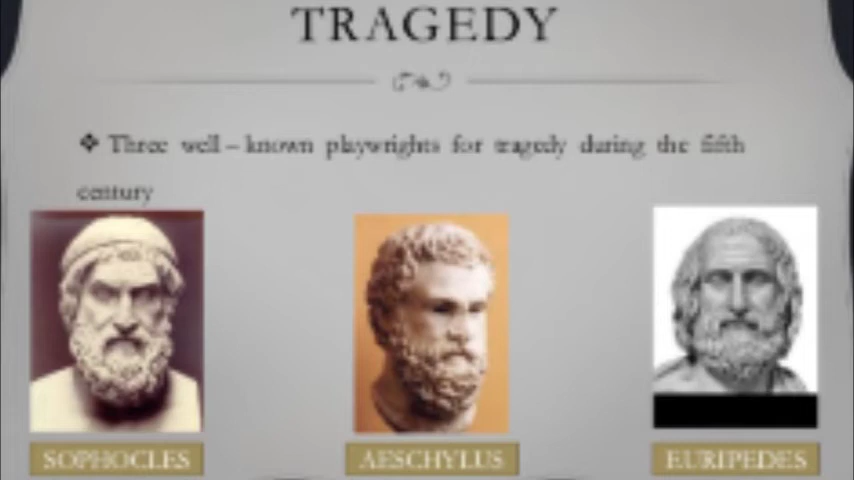 TRAGEDY
❖ Three well – known playwrights for tragedy during the fifth
century
SOPHOCLES
AESCHYLUS
EURIPEDES